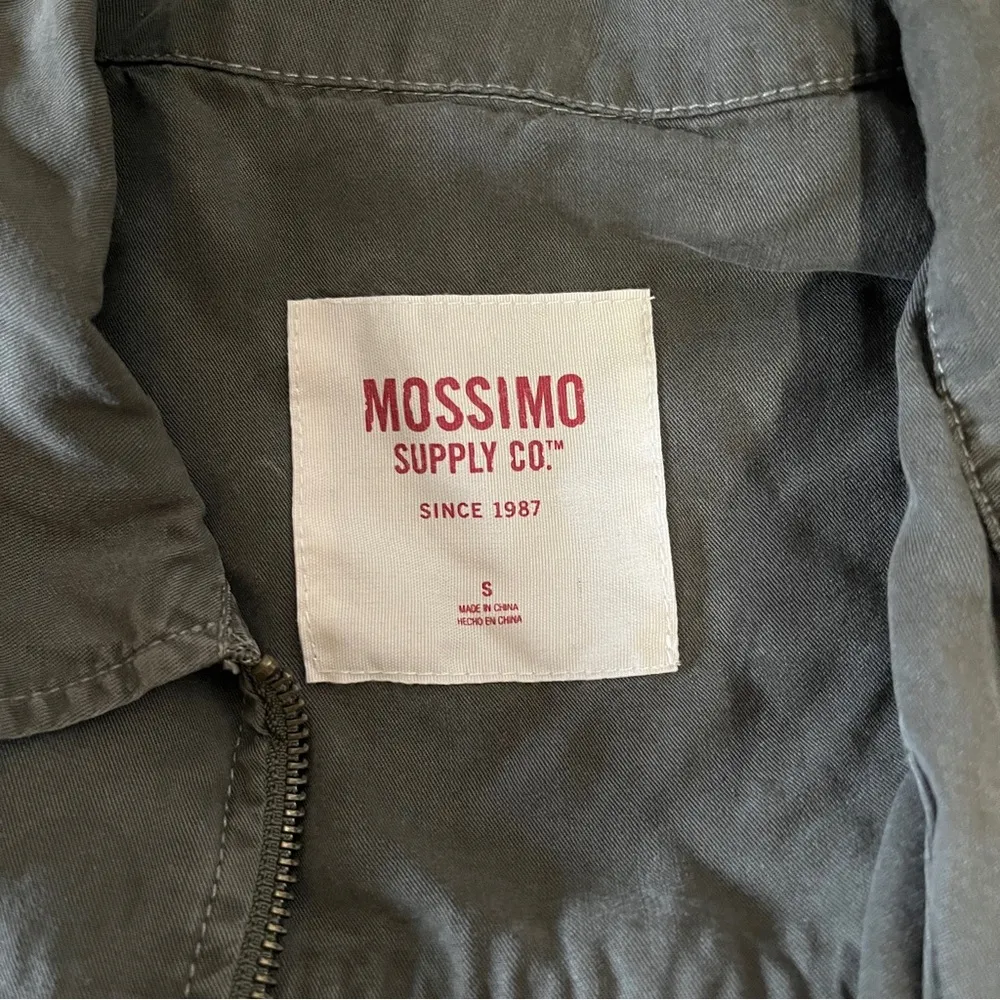 MOSSIMO
SUPPLY CO.™
SINCE 1987
S
MADE IN CHINA
HECHO EN CHINA